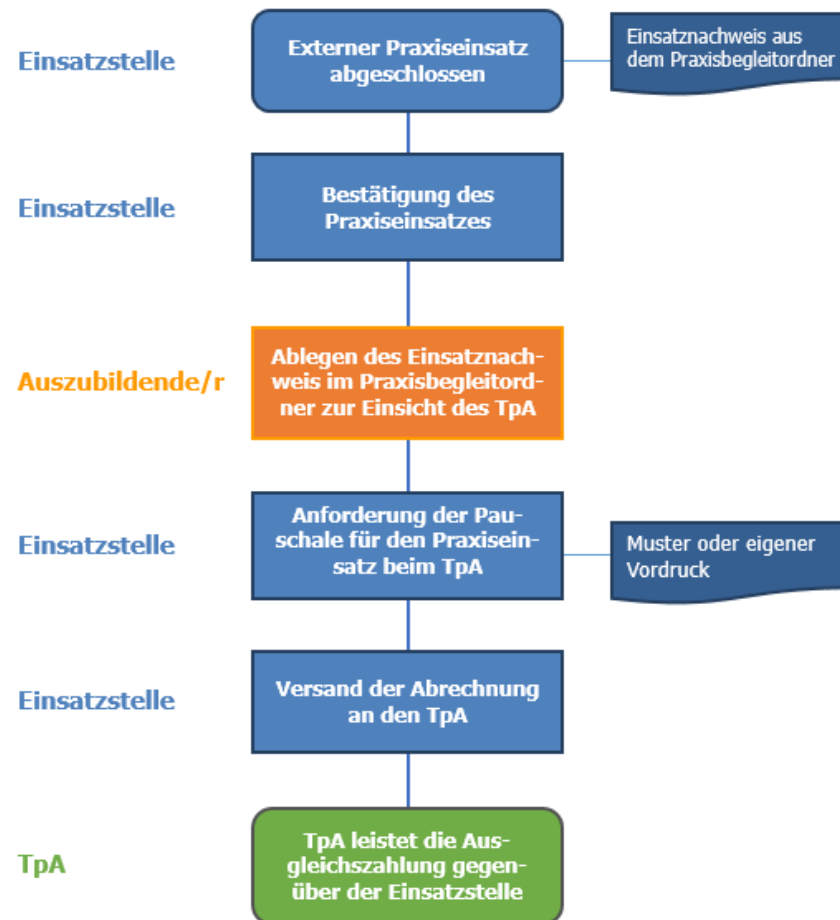 Einsatzstelle
Externer Praxiseinsatz
abgeschlossen
Einsatznachweis aus
dem Praxisbegleitordner
Einsatzstelle
Bestätigung des
Praxiseinsatzes
Auszubildende/r
Ablegen des Einsatznach-
weis im Praxisbegleitord-
ner zur Einsicht des TpA
Einsatzstelle
Anforderung der Pau-
schale für den Praxisein-
satz beim TpA
Muster oder eigener
Vordruck
Einsatzstelle
Versand der Abrechnung
an den TpA
TpA
TpA leistet die Aus-
gleichszahlung gegen-
über der Einsatzstelle